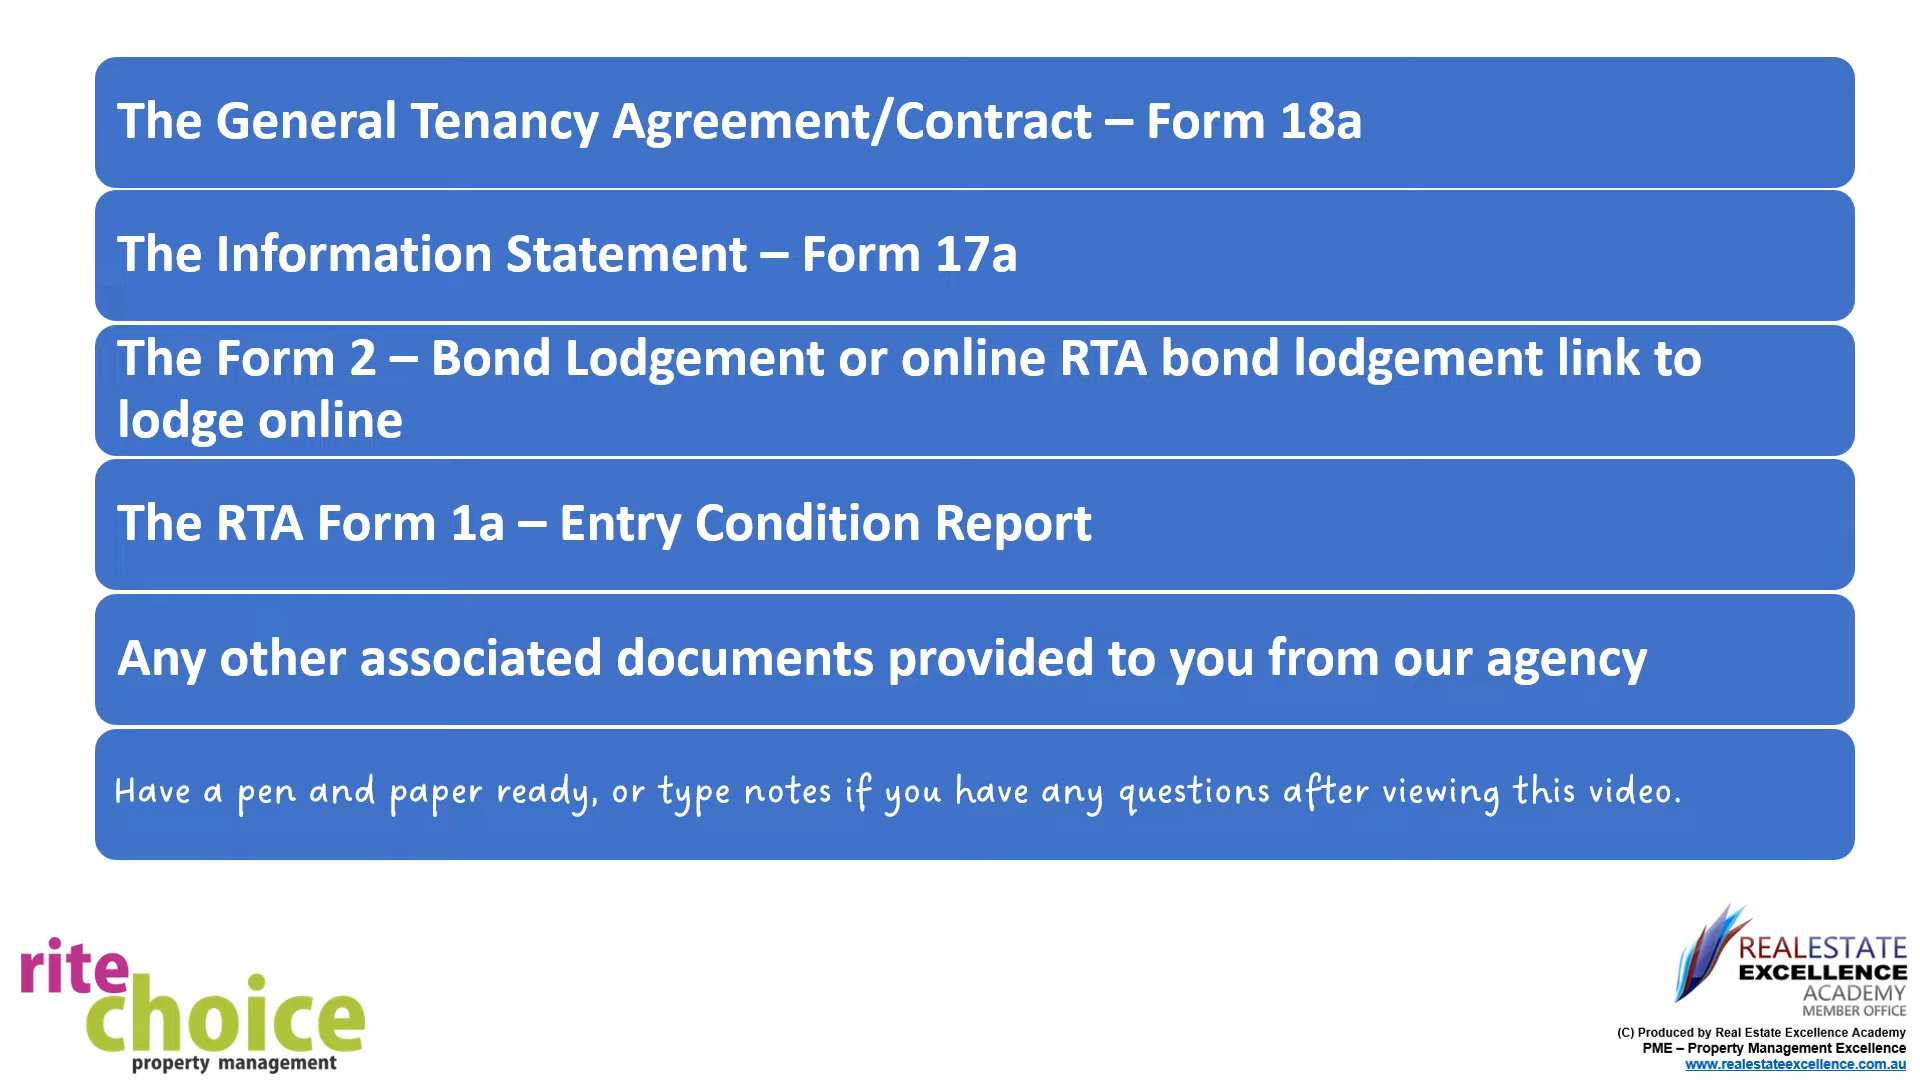 The General Tenancy Agreement/Contract – Form 18a
The Information Statement – Form 17a
The Form 2 – Bond Lodgement or online RTA bond lodgement link to
lodge online
The RTA Form 1a – Entry Condition Report
Any other associated documents provided to you from our agency
Have a pen and paper ready, or type notes if you have any questions after viewing this video.
rite
choice
property management
REALESTATE
EXCELLENCE
ACADEMY
MEMBER OFFICE
(C) Produced by Real Estate Excellence Academy
PME – Property Management Excellence
www.realestateexcellence.com.au